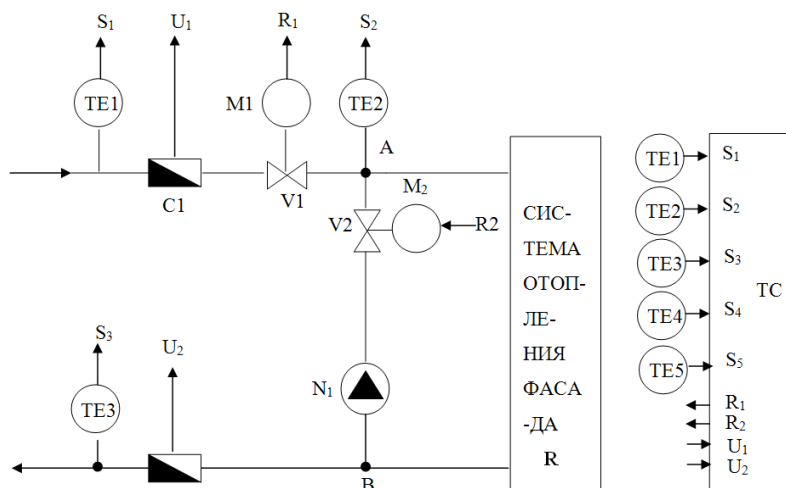 S₁ U₁ R₁ S₂
TE1 M1 TE2
A
C1 V1 M₂
V2 R2
S₃ U₂
TE3 N₁
B
СИС-
ТЕМА
ОТОП-
ЛЕ-
НИЯ
ФАСА
-ДА
R
TE1 S₁
TE2 S₂
TE3 S₃
TC
TE4 S₄
TE5 S₅
R₁
R₂
U₁
U₂